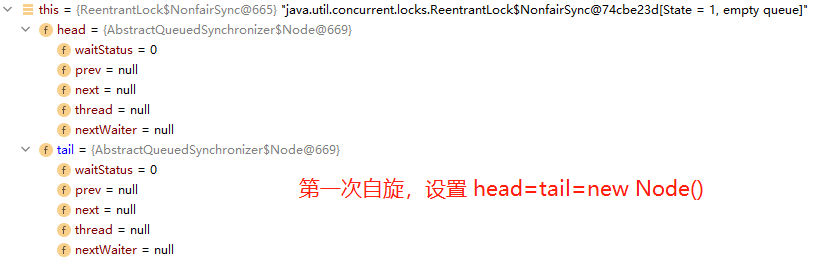 this = {ReentrantLock$NonfairSync@665} "java.util.concurrent.locks.ReentrantLock$NonfairSync@74cbe23d[State = 1, empty queue]"
f head = {AbstractQueuedSynchronizer$Node@669}
f waitStatus = 0
f prev = null
f next = null
f thread = null
f nextWaiter = null
f tail = {AbstractQueuedSynchronizer$Node@669}
f waitStatus = 0
f prev = null
第一次自旋，设置 head=tail=new Node()
f next = null
f thread = null
f nextWaiter = null